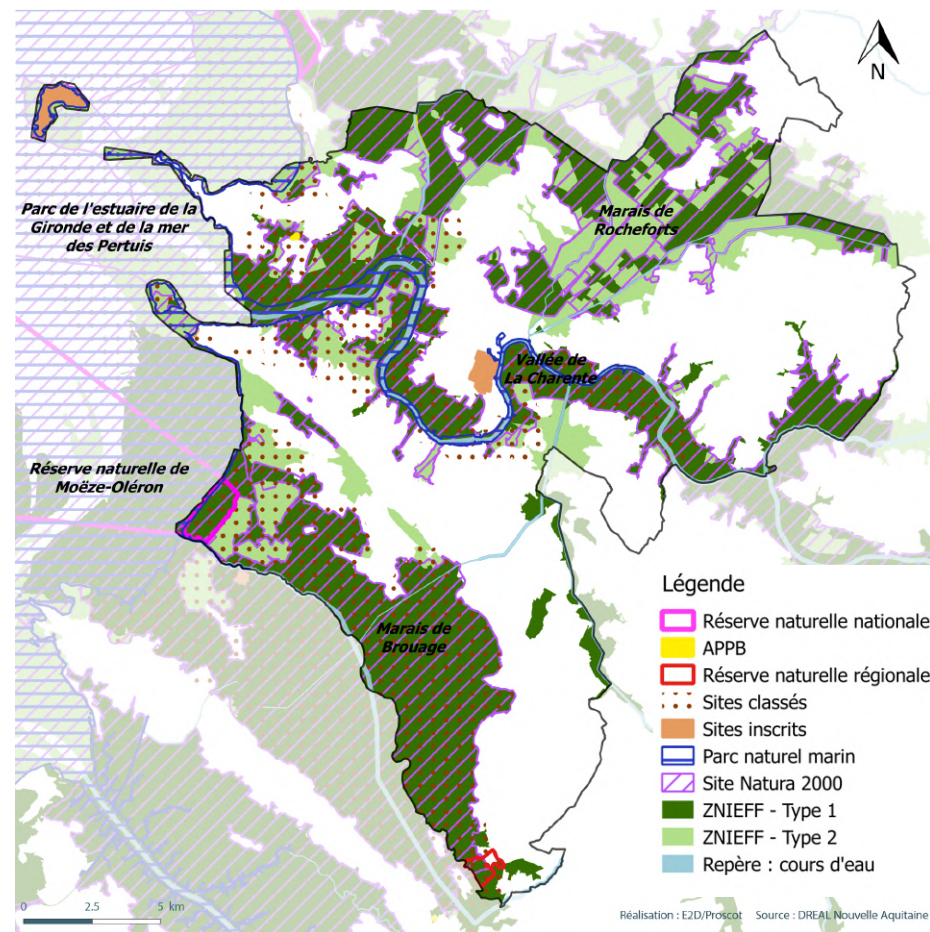 N
Parc de l'estuaire de la
Gironde et de la mer
des Pertuis
Marais de
Rocheforts
Vallée de
La Charente
Réserve naturelle de
Moëze-Oléron
Marais de
Brouage
Légende
Réserve naturelle nationale
APPB
Réserve naturelle régionale
Sites classés
Sites inscrits
Parc naturel marin
Site Natura 2000
ZNIEFF - Type 1
ZNIEFF - Type 2
Repère : cours d'eau
0 2.5 5 km
Réalisation : E2D/Proscot Source : DREAL Nouvelle Aquitaine